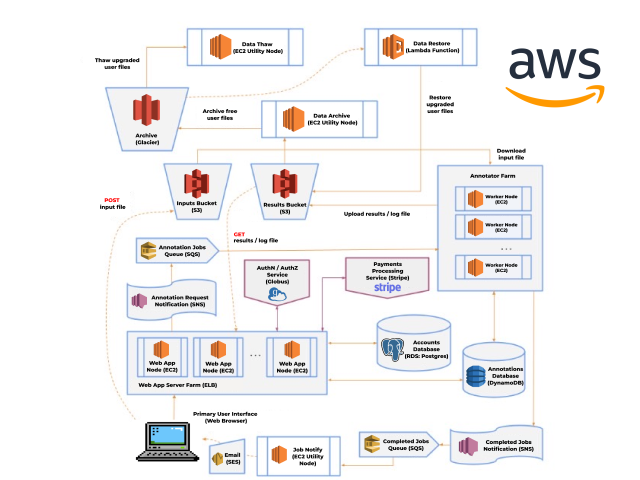 Data Thaw
(EC2 Utility Node)
Data Restore
(Lambda Function)
aws
Thaw upgraded
user files
Archive free
user files
Restore
upgraded
user files
Data Archive
(EC2 Utility Node)
Archive
(Glacier)
Download
input file
Annotator Farm
Inputs Bucket
(S3)
Results Bucket
(S3)
Worker Node
(EC2)
POST
input file
Upload results / log file
Worker Node
(EC2)
GET
results / log file
...
Annotation Jobs
Queue (SQS)
Worker Node
(EC2)
AuthN / AuthZ
Service
(Globus)
Payments
Processing
Service (Stripe)
stripe
Annotation Request
Notification (SNS)
Accounts
Database
(RDS: Postgres)
Web App
Node (EC2)
Web App
Node (EC2)
...
Web App
Node (EC2)
Web App Server Farm (ELB)
Annotations
Database
(DynamoDB)
Primary User Interface
(Web Browser)
Email
(SES)
Job Notify
(EC2 Utility
Node)
Completed Jobs
Queue (SQS)
Completed Jobs
Notification (SNS)